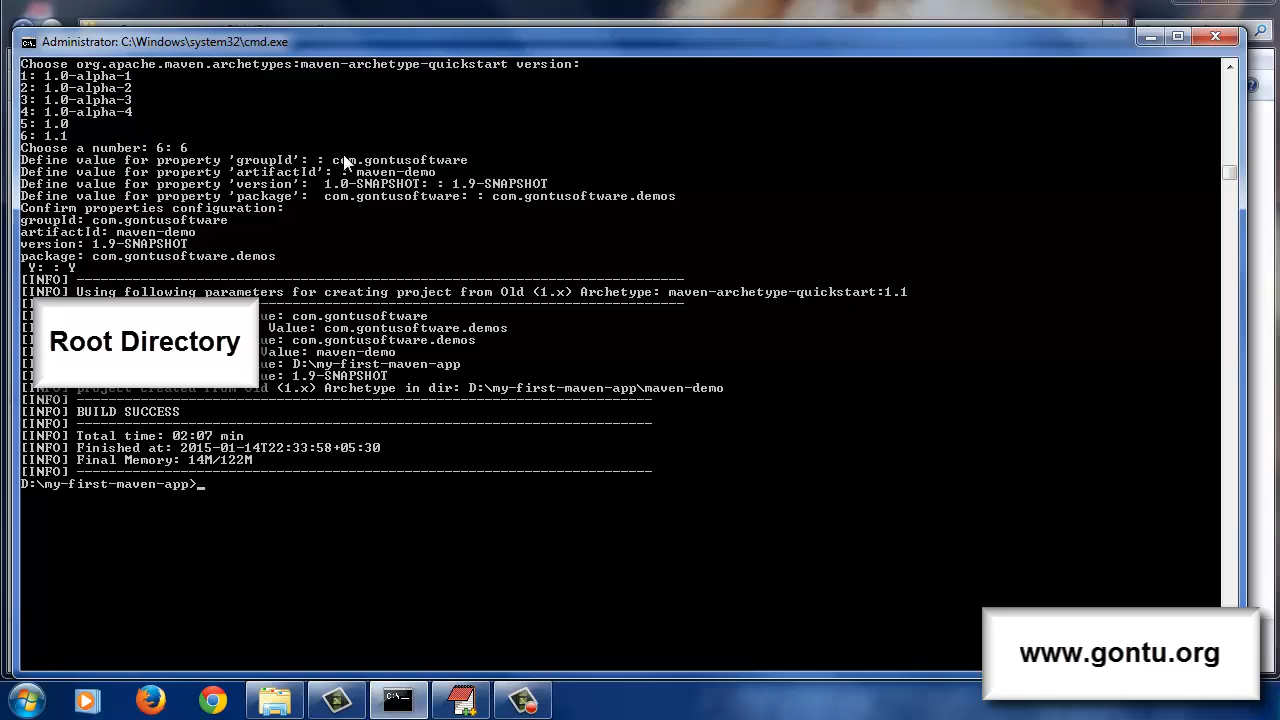 Administrator: C:\Windows\system32\cmd.exe
Choose org.apache.maven.archetypes:maven-archetype-quickstart version:
1: 1.0-alpha-1
2: 1.0-alpha-2
3: 1.0-alpha-3
4: 1.0-alpha-4
5: 1.0
6: 1.1
Choose a number: 6: 6
Define value for property 'groupId': : com.gontusoftware
Define value for property 'artifactId': : maven-demo
Define value for property 'version':  1.0-SNAPSHOT: : 1.9-SNAPSHOT
Define value for property 'package':  com.gontusoftware: : com.gontusoftware.demos
Confirm properties configuration:
groupId: com.gontusoftware
artifactId: maven-demo
version: 1.9-SNAPSHOT
package: com.gontusoftware.demos
Y: : Y
[INFO] ----------------------------------------------------------------------------
[INFO] Using following parameters for creating project from Old (1.x) Archetype: maven-archetype-quickstart:1.1
----------------------------------------------------------------------------
com.gontusoftware
Value: com.gontusoftware.demos
com.gontusoftware.demos
Value: maven-demo
D:\my-first-maven-app
1.9-SNAPSHOT
project created from Old (1.x) Archetype in dir: D:\my-first-maven-app\maven-demo
[INFO] ------------------------------------------------------------------------
[INFO] BUILD SUCCESS
[INFO] ------------------------------------------------------------------------
[INFO] Total time: 02:07 min
[INFO] Finished at: 2015-01-14T22:33:58+05:30
[INFO] Final Memory: 14M/122M
[INFO] ------------------------------------------------------------------------
D:\my-first-maven-app>_
Root Directory
www.gontu.org